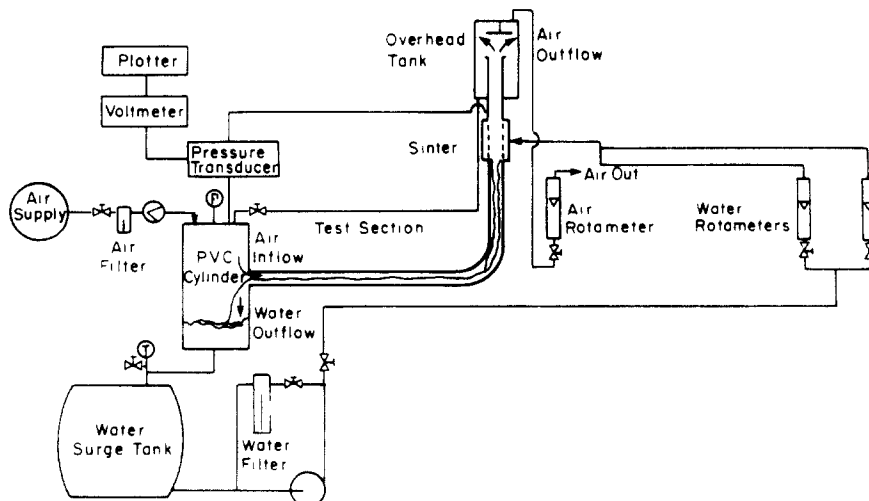 Overhead
Tank
Air
Outflow
Plotter
Voltmeter
Pressure
Transducer
Sinter
Air
Supply
P
Air
Filter
PVC
Cylinder
Air
Inflow
Test Section
Air Out
Air
Rotameter
Water
Rotameters
Water
Outflow
T
Water
Surge Tank
Water
Filter